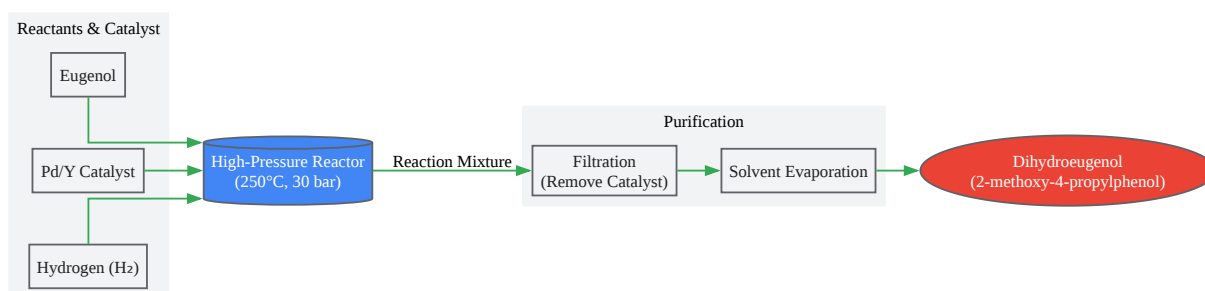 Reactants & Catalyst
Eugenol
Pd/Y Catalyst
Hydrogen (H₂)
High-Pressure Reactor
(250°C, 30 bar)
Reaction Mixture
Purification
Filtration
(Remove Catalyst)
Solvent Evaporation
Dihydroeugenol
(2-methoxy-4-propylphenol)